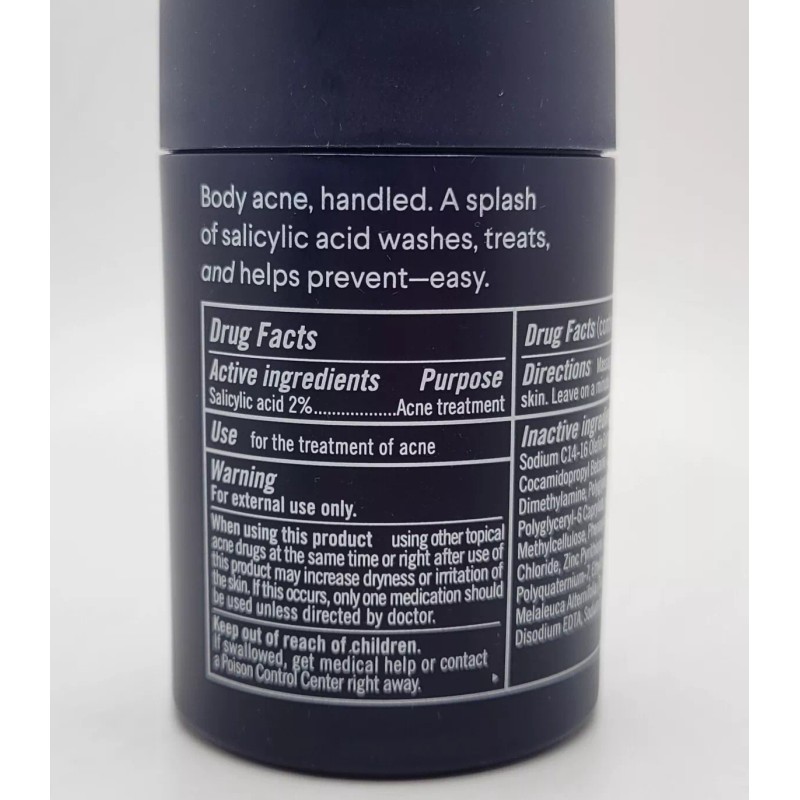 Body acne, handled. A splash
of salicylic acid washes, treats,
and helps prevent—easy.
Drug Facts
Active ingredients Purpose
Salicylic acid 2%..................Acne treatment
Use for the treatment of acne
Warning
For external use only.
When using this product using other topical
acne drugs at the same time or right after use of
this product may increase dryness or irritation of
the skin. If this occurs, only one medication should
be used unless directed by doctor.
Keep out of reach of children.
If swallowed, get medical help or contact
a Poison Control Center right away.
Drug Facts
Directions
skin. Leave on a
Inactive
Sodium C14-16
Cocamidopropyl
Dimethylamine,
Polyglyceryl-6
Methylcellulose,
Chloride, Zinc
Polyquaternium-7,
Melaleuca
Disodium EDTA,